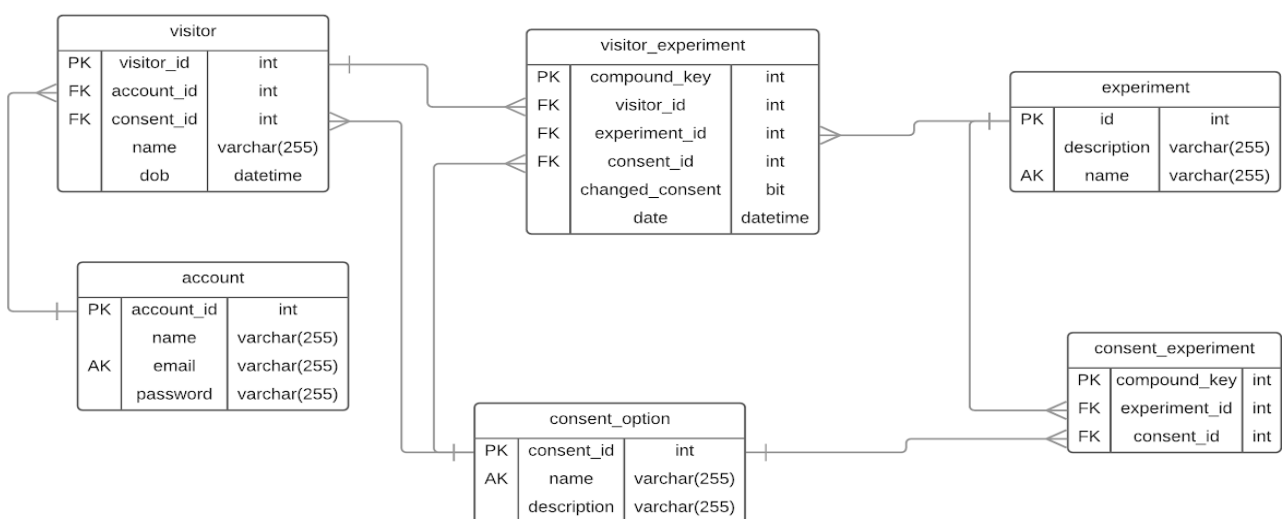 visitor
PK visitor_id int
FK account_id int
FK consent_id int
name varchar(255)
dob datetime
visitor_experiment
PK compound_key int
FK visitor_id int
FK experiment_id int
FK consent_id int
changed_consent bit
date datetime
experiment
PK id int
description varchar(255)
AK name varchar(255)
account
PK account_id int
name varchar(255)
AK email varchar(255)
password varchar(255)
consent_option
PK consent_id int
AK name varchar(255)
description varchar(255)
consent_experiment
PK compound_key int
FK experiment_id int
FK consent_id int